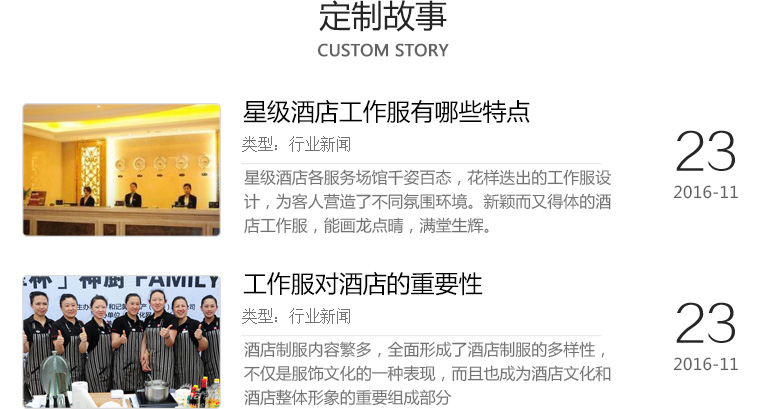 定制故事
CUSTOM STORY
星级酒店工作服有哪些特点
类型：行业新闻
星级酒店各服务场馆千姿百态，花样迭出的工作服设
计，为客人营造了不同氛围环境。新颖而又得体的酒
店工作服，能画龙点晴，满堂生辉。
23
2016-11
FAMILY
工作服对酒店的重要性
类型：行业新闻
酒店制服内容繁多，全面形成了酒店制服的多样性，
不仅是服饰文化的一种表现，而且也成为酒店文化和
酒店整体形象的重要组成部分
23
2016-11